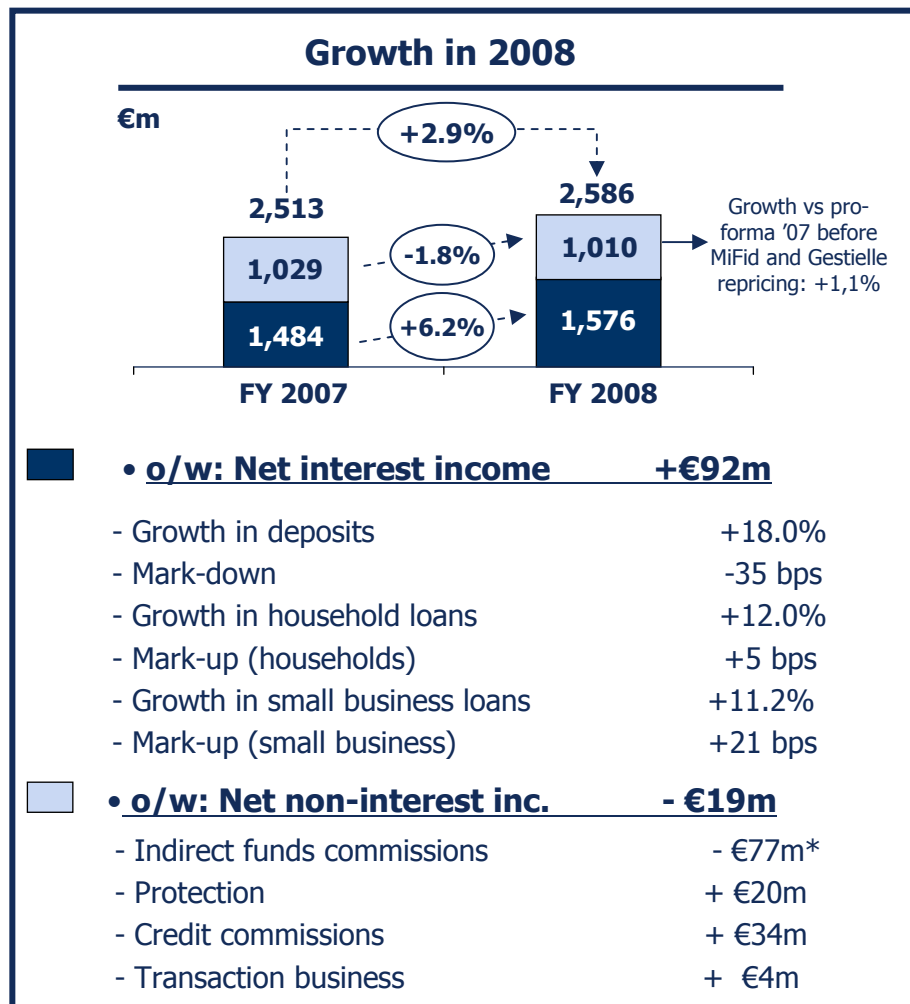 Growth in 2008
€m
+2.9%
2,513
2,586
1,029
-1.8%
1,010
1,484
+6.2%
1,576
Growth vs pro-
forma ’07 before
MiFid and Gestielle
repricing: +1,1%
FY 2007
FY 2008
• o/w: Net interest income +€92m
- Growth in deposits +18.0%
- Mark-down -35 bps
- Growth in household loans +12.0%
- Mark-up (households) +5 bps
- Growth in small business loans +11.2%
- Mark-up (small business) +21 bps
• o/w: Net non-interest inc. - €19m
- Indirect funds commissions - €77m*
- Protection + €20m
- Credit commissions + €34m
- Transaction business + €4m